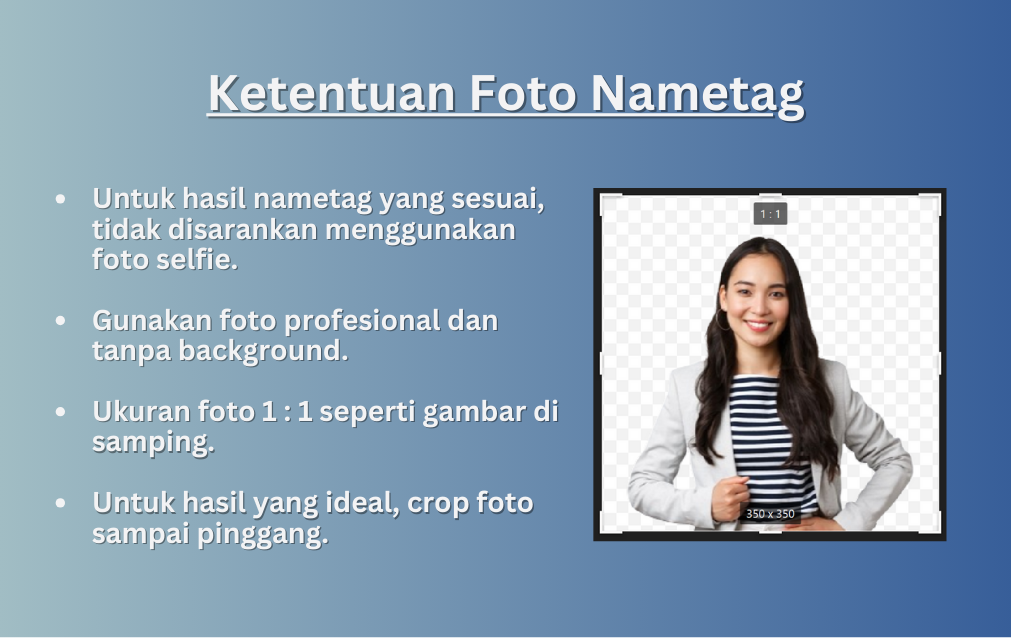 Ketentuan Foto Nametag
• Untuk hasil nametag yang sesuai,
tidak disarankan menggunakan
foto selfie.
• Gunakan foto profesional dan
tanpa background.
• Ukuran foto 1 : 1 seperti gambar di
samping.
• Untuk hasil yang ideal, crop foto
sampai pinggang.
1 : 1
350 x 350